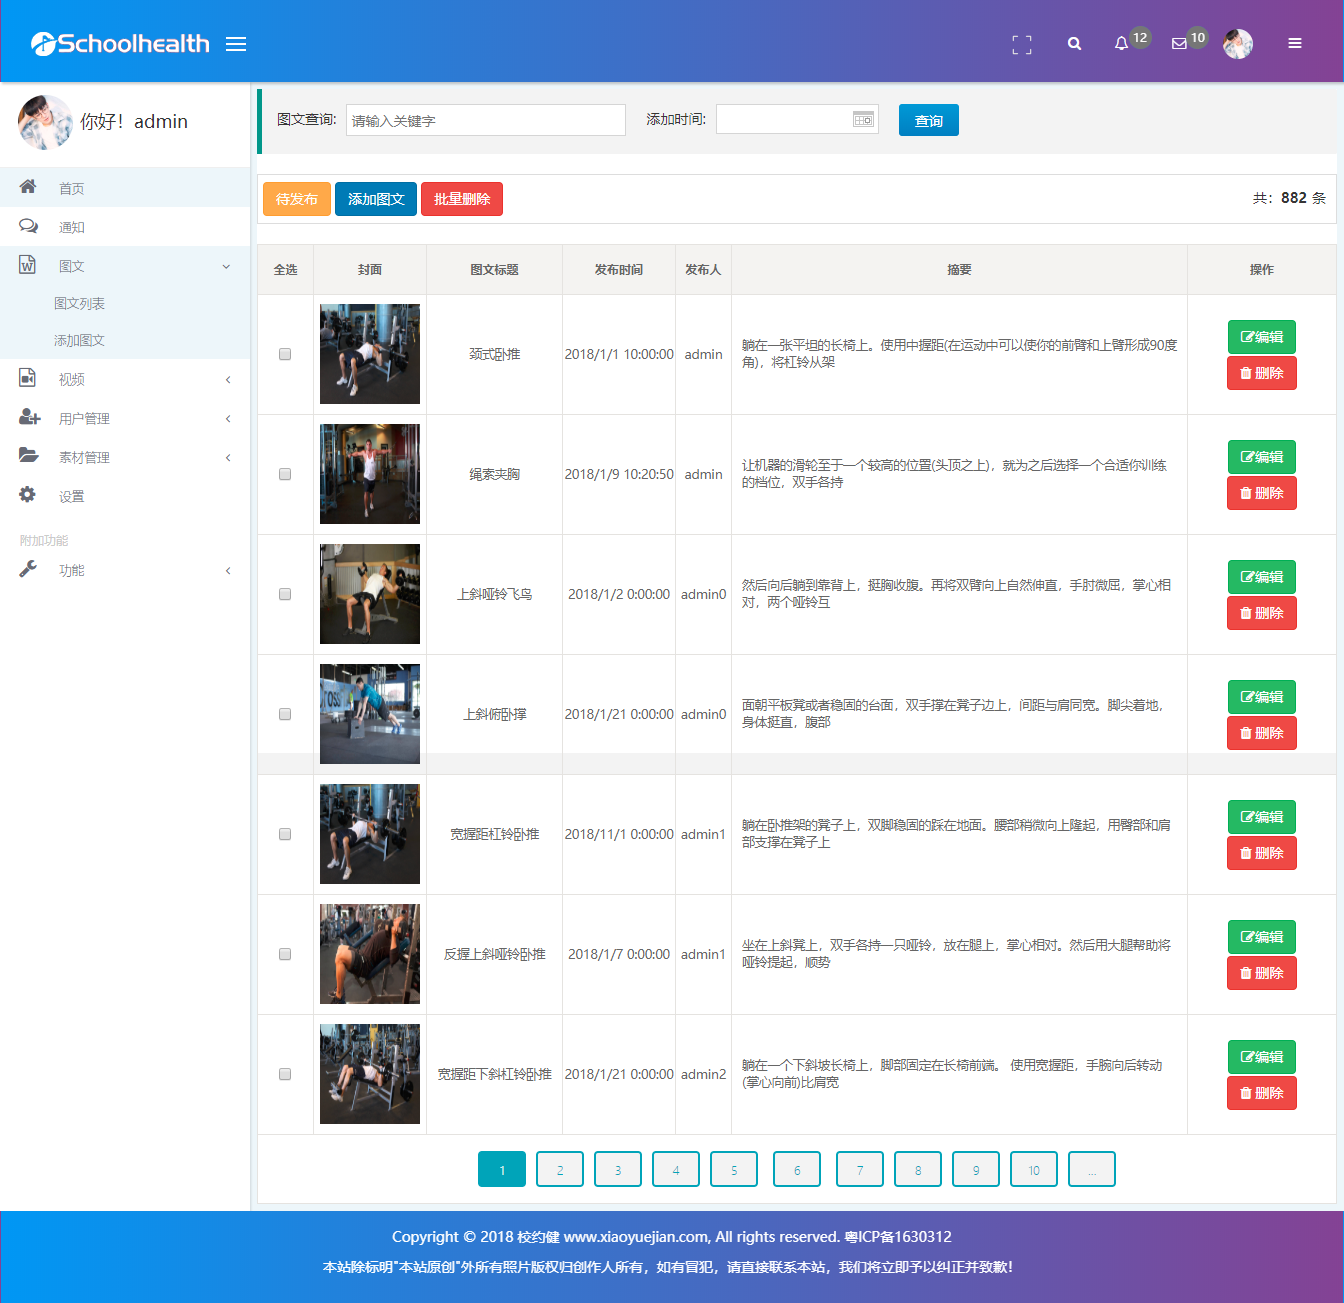 Schoolhealth
12
10
你好！admin
首页
通知
图文
图文列表
添加图文
视频
用户管理
素材管理
设置
附加功能
功能
图文查询: 请输入关键字 添加时间: 查询
待发布 添加图文 批量删除 共：882 条
全选 封面 图文标题 发布时间 发布人 摘要 操作
颈式卧推 2018/1/1 10:00:00 admin
躺在一张平坦的长椅上。使用中握距(在运动中可以使你的前臂和上臂形成90度
角)，将杠铃从架
编辑
删除
绳索夹胸 2018/1/9 10:20:50 admin
让机器的滑轮至于一个较高的位置(头顶之上)，就为之后选择一个合适你训练
的档位，双手各持
编辑
删除
上斜哑铃飞鸟 2018/1/2 0:00:00 admin0
然后向后躺到靠背上，挺胸收腹。再将双臂向上自然伸直，手肘微屈，掌心相
对，两个哑铃互
编辑
删除
上斜俯卧撑 2018/1/21 0:00:00 admin0
面朝平板凳或者稳固的台面，双手撑在凳子边上，间距与肩同宽。脚尖着地，
身体挺直，腹部
编辑
删除
宽握距杠铃卧推 2018/11/1 0:00:00 admin1
躺在卧推架的凳子上，双脚稳固的踩在地面。腰部稍微向上隆起，用臀部和肩
部支撑在凳子上
编辑
删除
反握上斜哑铃卧推 2018/1/7 0:00:00 admin1
坐在上斜凳上，双手各持一只哑铃，放在腿上，掌心相对。然后用大腿帮助将
哑铃提起，顺势
编辑
删除
宽握距下斜杠铃卧推 2018/1/21 0:00:00 admin2
躺在一个下斜坡长椅上，脚部固定在长椅前端。 使用宽握距，手腕向后转动
(掌心向前)比肩宽
编辑
删除
1 2 3 4 5 6 7 8 9 10 ...
Copyright © 2018 校约健 www.xiaoyuejian.com, All rights reserved. 粤ICP备1630312
本站除标明"本站原创"外所有照片版权归创作人所有，如有冒犯，请直接联系本站，我们将立即予以纠正并致歉！